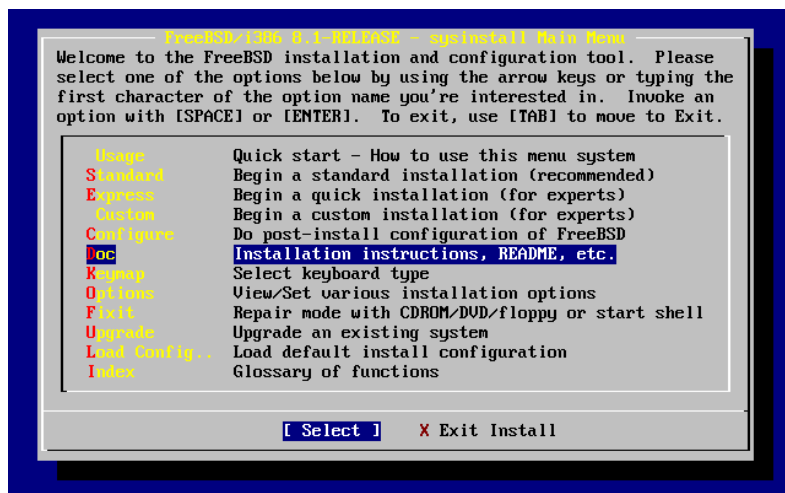 FreeBSD/i386 8.1-RELEASE - sysinstall Main Menu
Welcome to the FreeBSD installation and configuration tool.  Please
select one of the options below by using the arrow keys or typing the
first character of the option name you're interested in.  Invoke an
option with [SPACE] or [ENTER].  To exit, use [TAB] to move to Exit.
Usage Quick start - How to use this menu system
Standard Begin a standard installation (recommended)
Express Begin a quick installation (for experts)
Custom Begin a custom installation (for experts)
Configure Do post-install configuration of FreeBSD
Doc Installation instructions, README, etc.
Keymap Select keyboard type
Options View/Set various installation options
Fixit Repair mode with CDROM/DVD/floppy or start shell
Upgrade Upgrade an existing system
Load Config.. Load default install configuration
Index Glossary of functions
[ Select ] X Exit Install